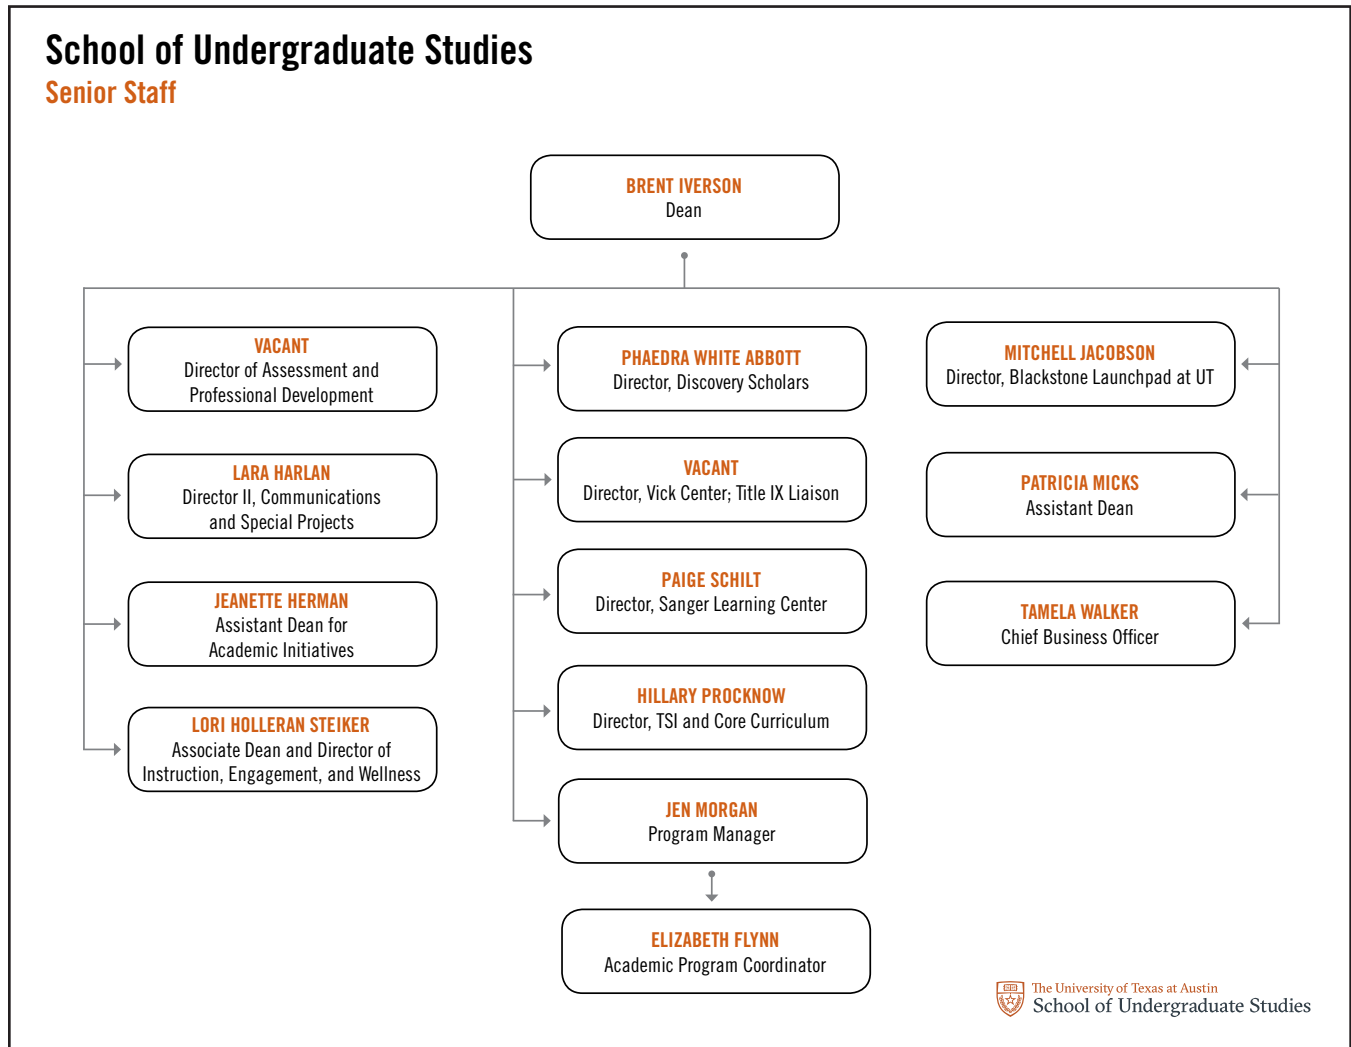 School of Undergraduate Studies
Senior Staff
BRENT IVERSON
Dean
VACANT
Director of Assessment and
Professional Development
LARA HARLAN
Director II, Communications
and Special Projects
JEANETTE HERMAN
Assistant Dean for
Academic Initiatives
LORI HOLLERAN STEIKER
Associate Dean and Director of
Instruction, Engagement, and Wellness
PHAEDRA WHITE ABBOTT
Director, Discovery Scholars
VACANT
Director, Vick Center; Title IX Liaison
PAIGE SCHILT
Director, Sanger Learning Center
HILLARY PROCKNOW
Director, TSI and Core Curriculum
JEN MORGAN
Program Manager
ELIZABETH FLYNN
Academic Program Coordinator
MITCHELL JACOBSON
Director, Blackstone Launchpad at UT
PATRICIA MICKS
Assistant Dean
TAMELA WALKER
Chief Business Officer
The University of Texas at Austin
School of Undergraduate Studies